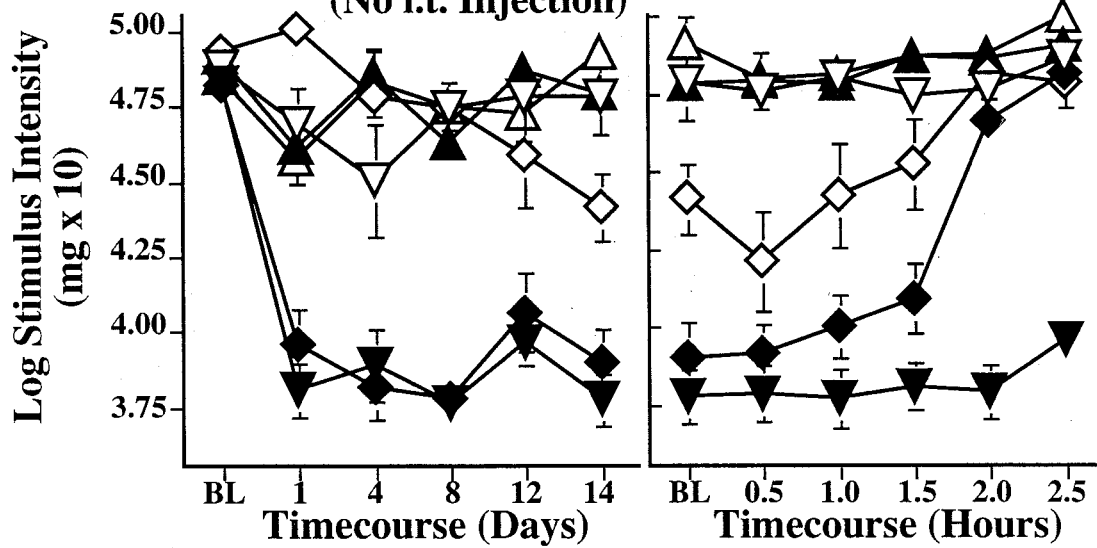 (No i.t. Injection)
Log Stimulus Intensity
(mg x 10)
5.00
4.75
4.50
4.25
4.00
3.75
BL 1 4 8 12 14
Timecourse (Days)
BL 0.5 1.0 1.5 2.0 2.5
Timecourse (Hours)